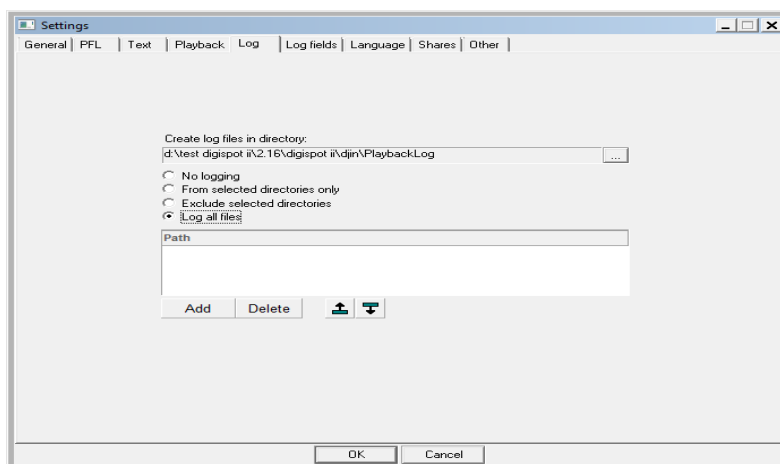 Settings
General PFL Text Playback Log Log fields Language Shares Other
Create log files in directory:
d:\test digispot ii\2.16\digispot ii\djin\PlaybackLog ...
No logging
From selected directories only
Exclude selected directories
Log all files
Path
Add Delete
OK Cancel